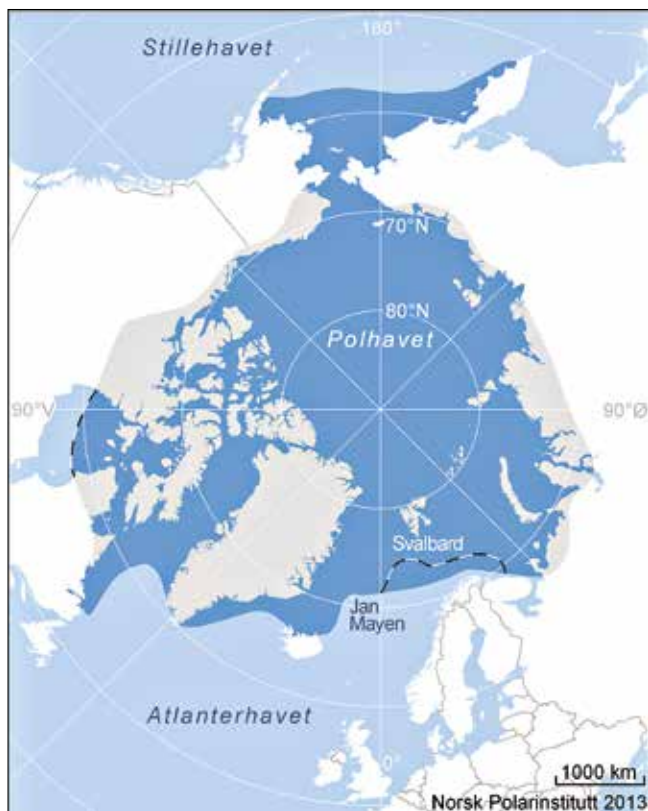 180°
Stillehavet
70°N
80°N
Polhavet
90°V
90°Ø
Svalbard
Jan
Mayen
Atlanterhavet
0°
1000 km
Norsk Polarinstitutt 2013